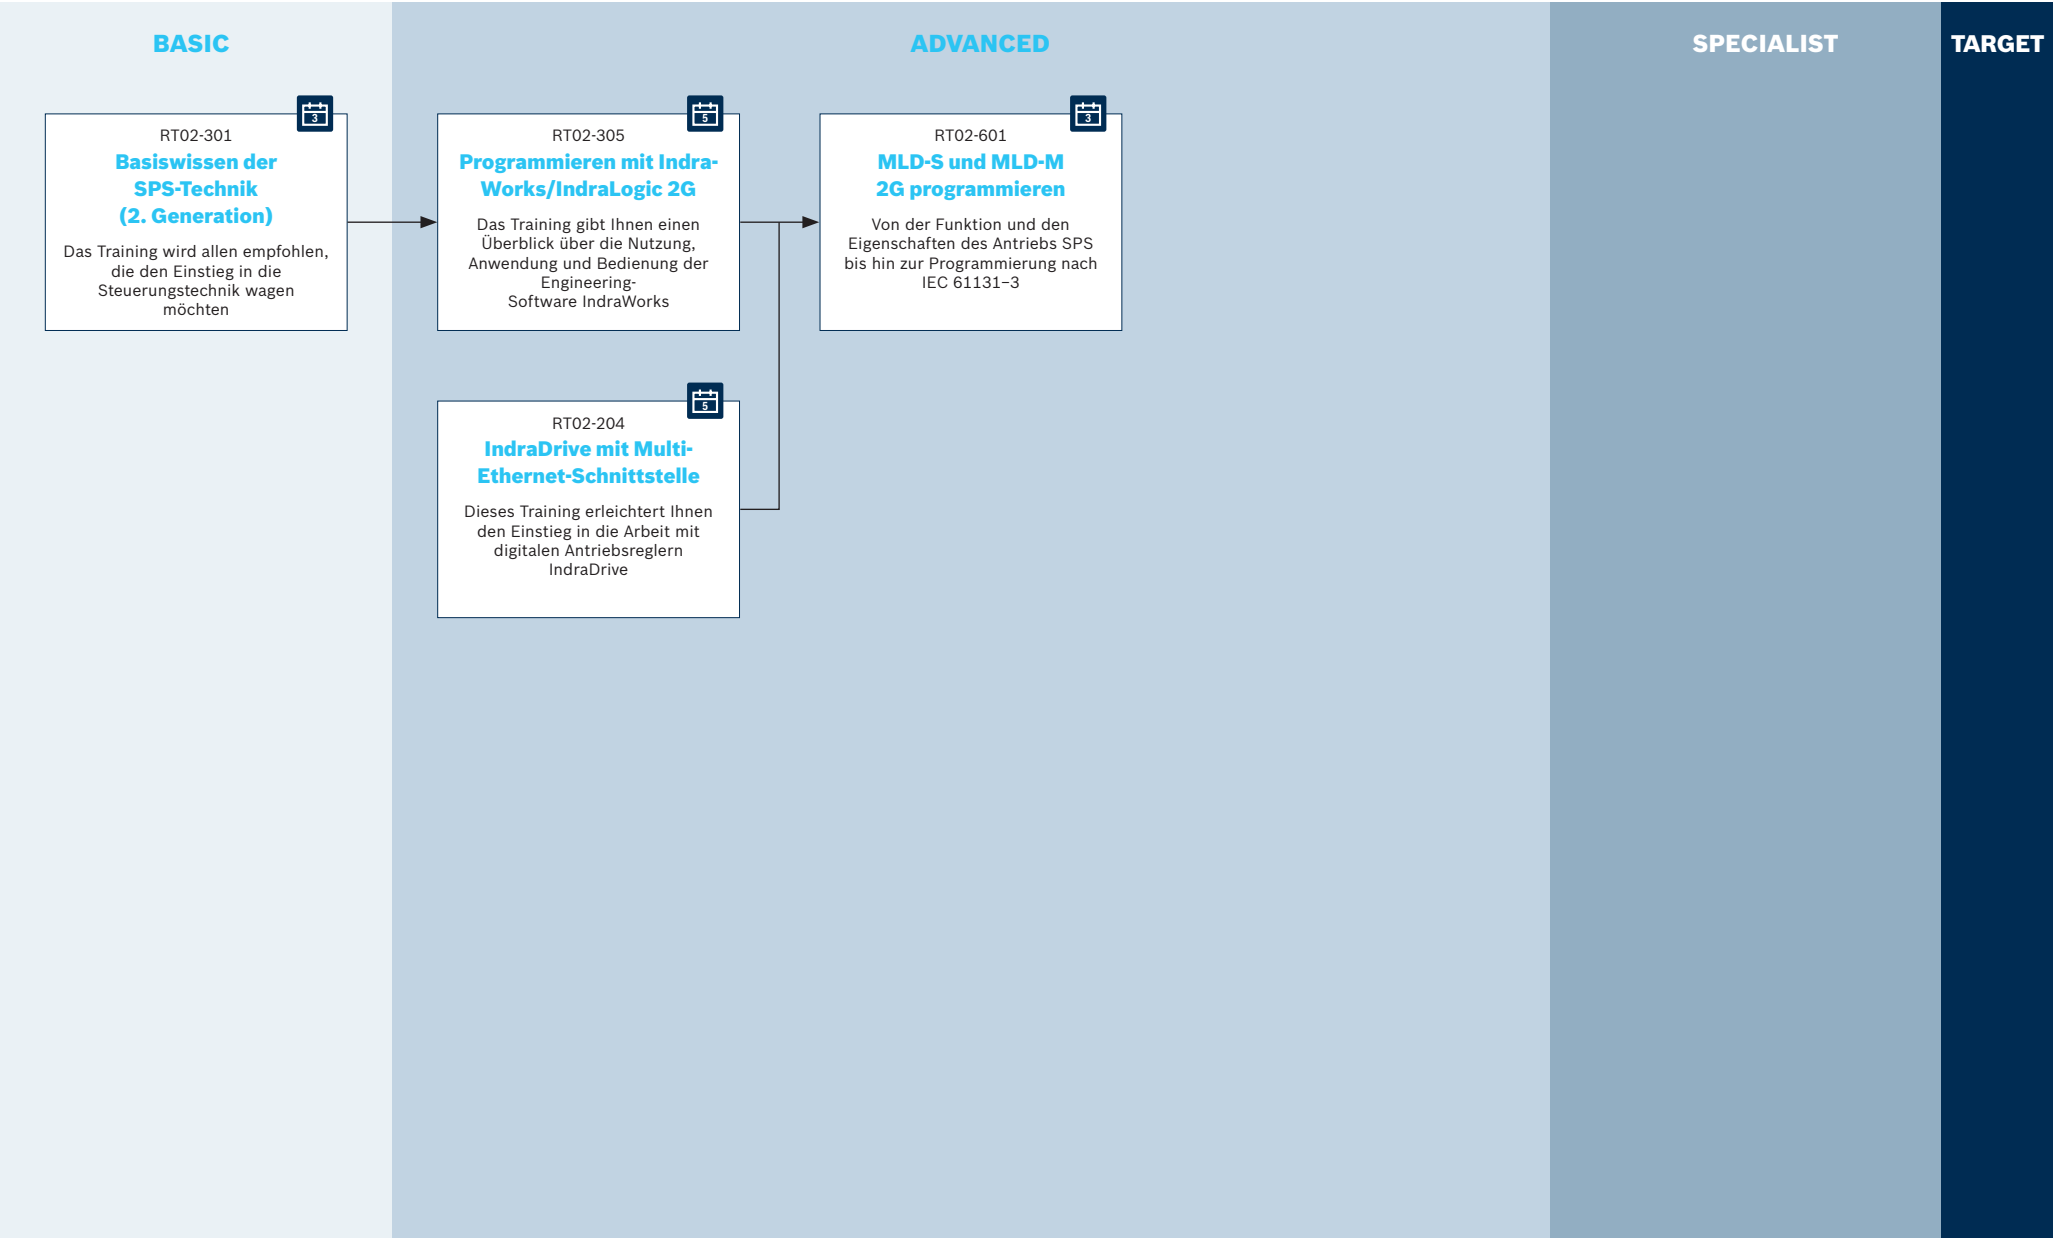 BASIC
ADVANCED
SPECIALIST
TARGET
3
RT02-301
Basiswissen der
SPS-Technik
(2. Generation)
Das Training wird allen empfohlen,
die den Einstieg in die
Steuerungstechnik wagen
möchten
5
RT02-305
Programmieren mit Indra-
Works/IndraLogic 2G
Das Training gibt Ihnen einen
Überblick über die Nutzung,
Anwendung und Bedienung der
Engineering-
Software IndraWorks
3
RT02-601
MLD-S und MLD-M
2G programmieren
Von der Funktion und den
Eigenschaften des Antriebs SPS
bis hin zur Programmierung nach
IEC 61131–3
5
RT02-204
IndraDrive mit Multi-
Ethernet-Schnittstelle
Dieses Training erleichtert Ihnen
den Einstieg in die Arbeit mit
digitalen Antriebsreglern
IndraDrive